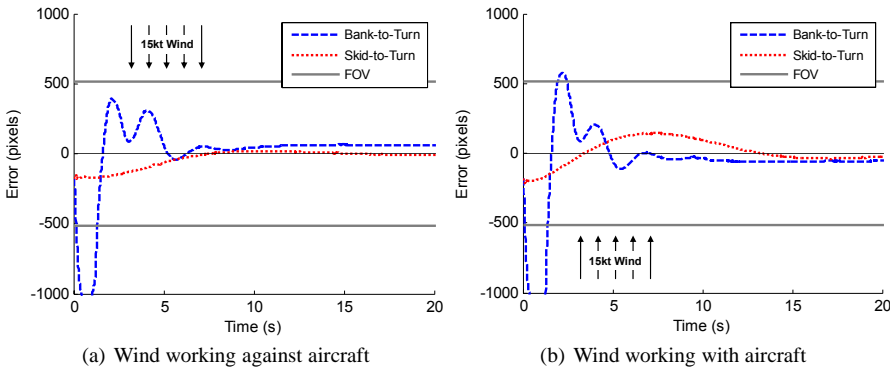 1000
500
0
-500
-1000
Error (pixels)
15kt Wind
Bank-to-Turn
Skid-to-Turn
FOV
0
5
10
15
20
Time (s)
(a) Wind working against aircraft
1000
500
0
-500
-1000
Error (pixels)
Bank-to-Turn
Skid-to-Turn
FOV
15kt Wind
0
5
10
15
20
Time (s)
(b) Wind working with aircraft